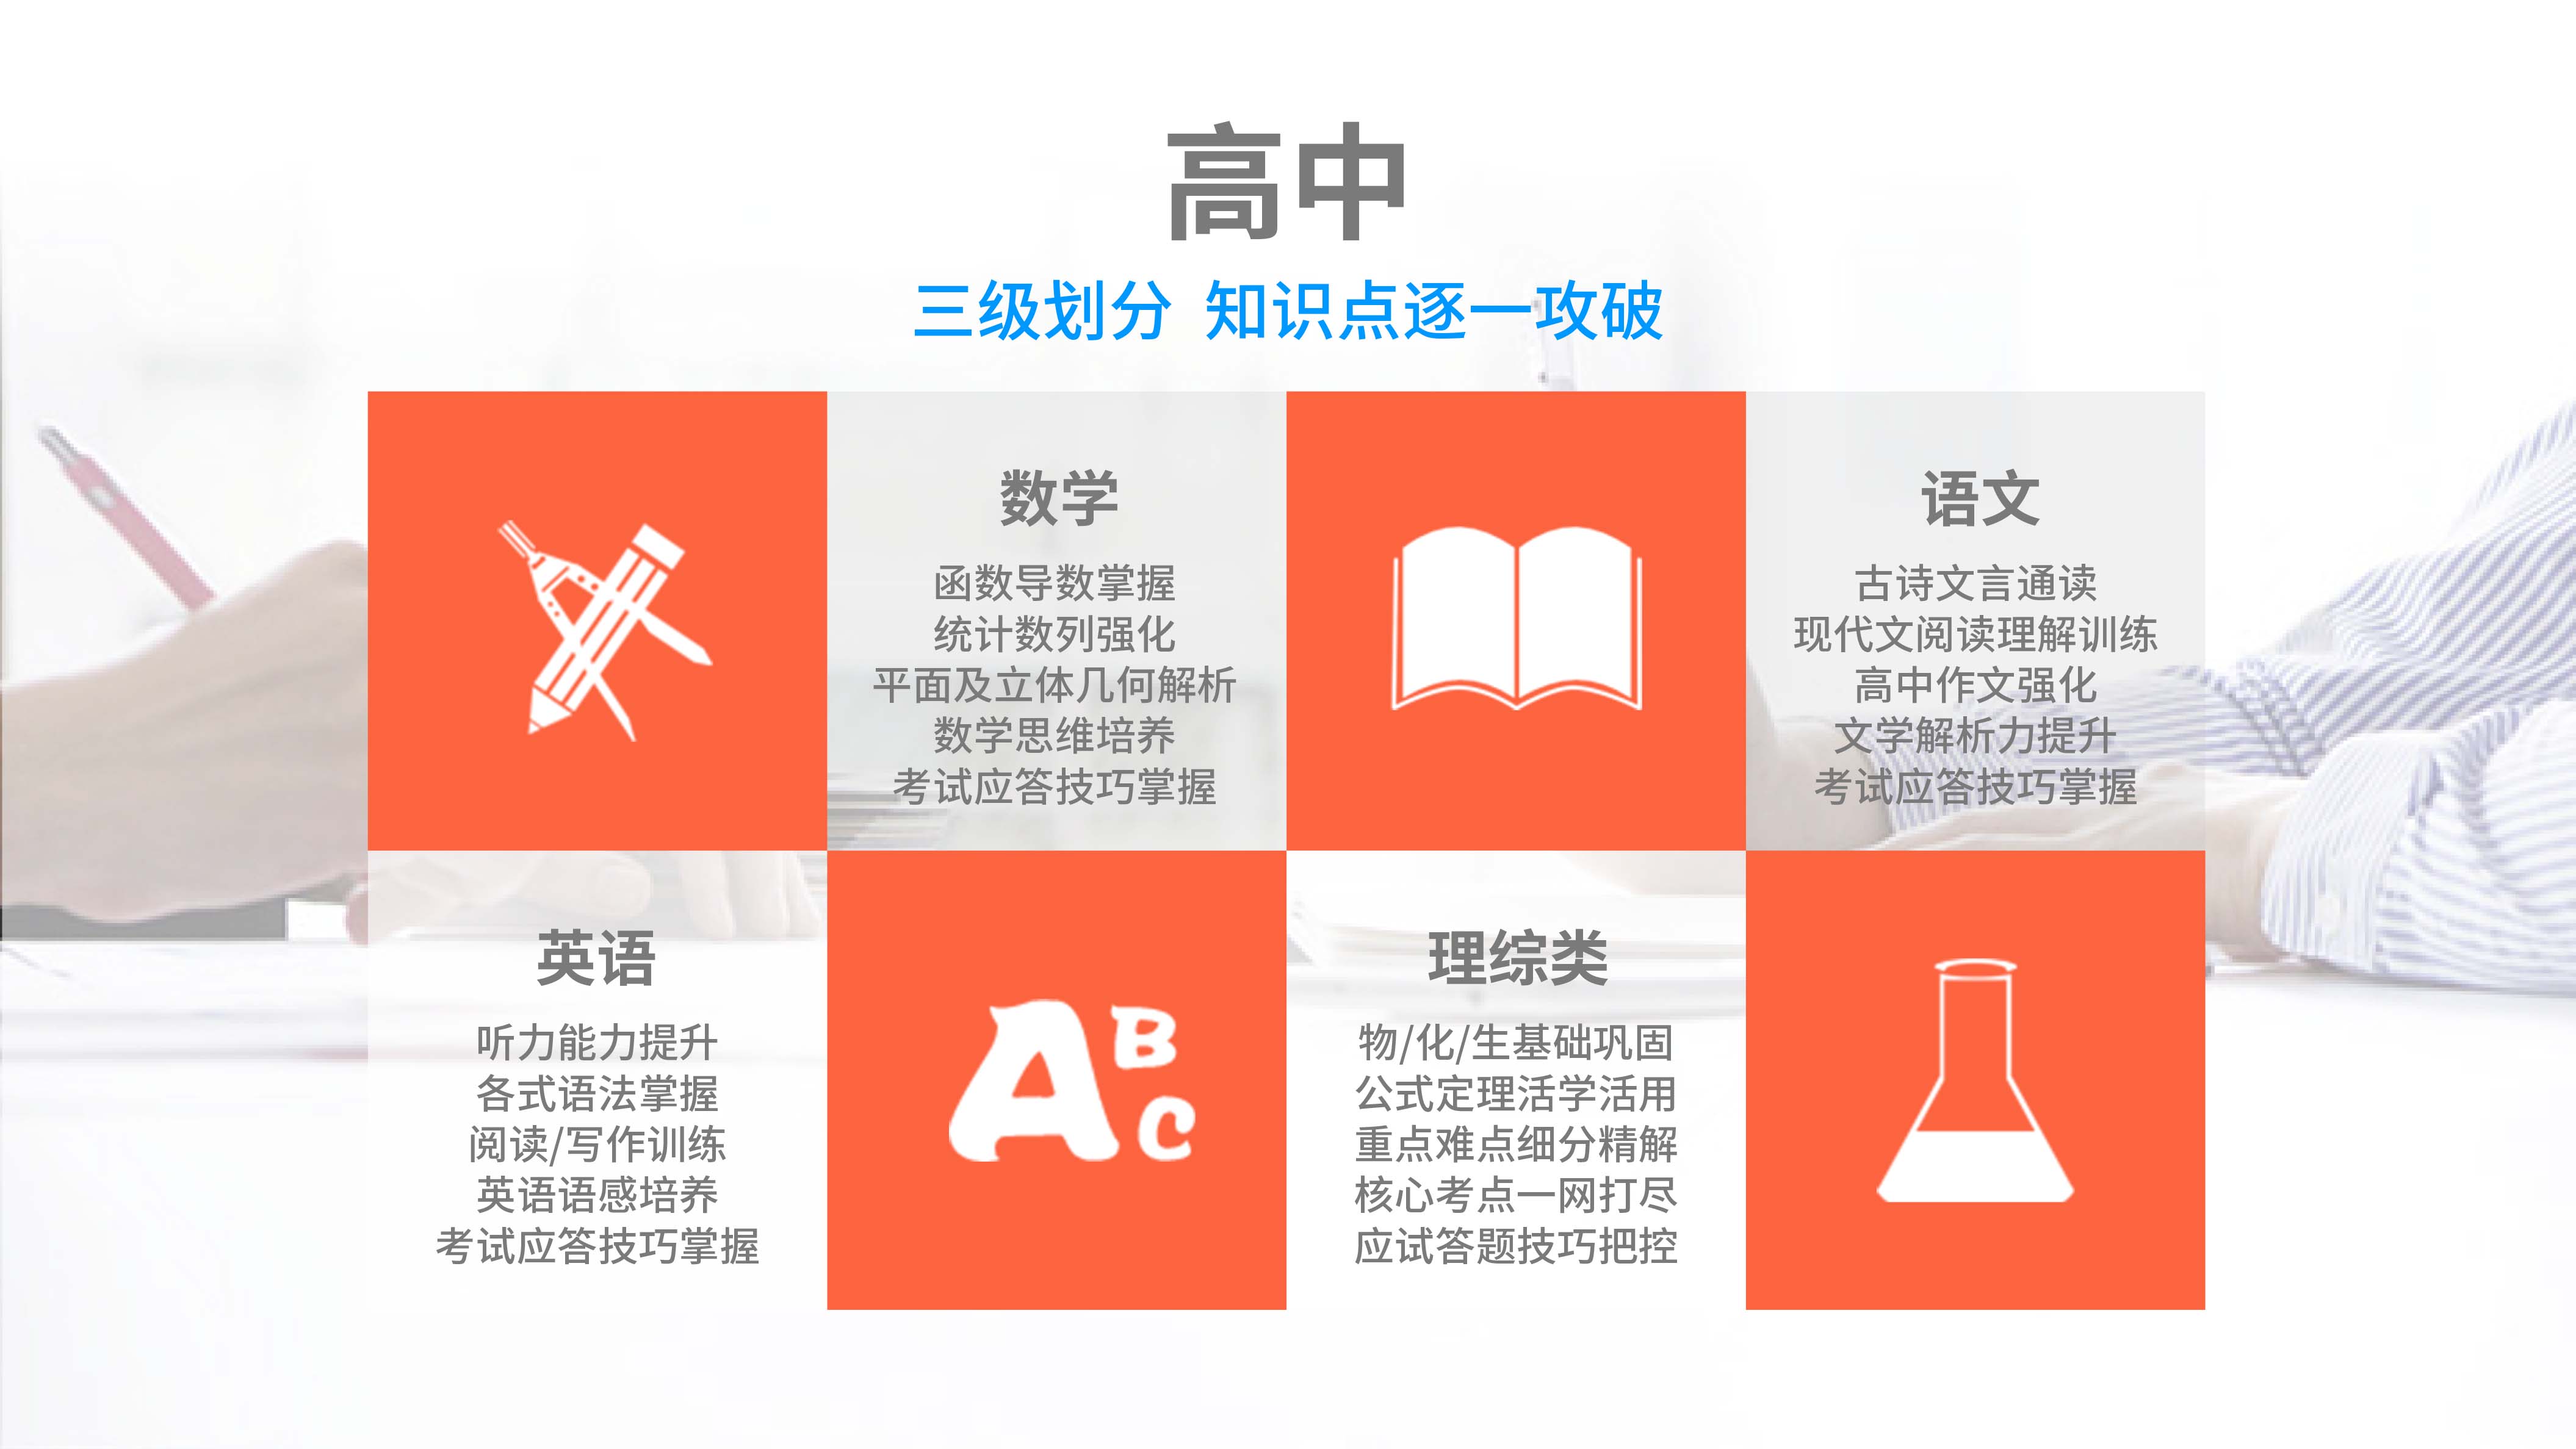 高中
三级划分 知识点逐一攻破
数学
函数导数掌握
统计数列强化
平面及立体几何解析
数学思维培养
考试应答技巧掌握
语文
古诗文言通读
现代文阅读理解训练
高中作文强化
文学解析力提升
考试应答技巧掌握
英语
听力能力提升
各式语法掌握
阅读/写作训练
英语语感培养
考试应答技巧掌握
A
B
C
理综类
物/化/生基础巩固
公式定理活学活用
重点难点细分精解
核心考点一网打尽
应试答题技巧把控